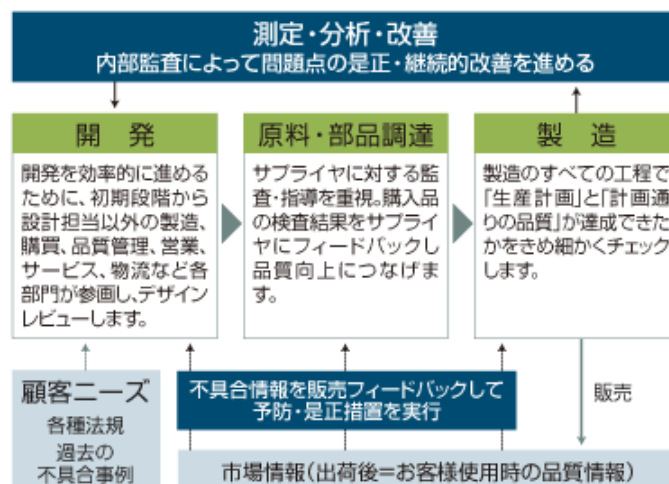 測定・分析・改善
内部監査によって問題点の是正・継続的改善を進める
開 発
開発を効率的に進める
ために、初期段階から
設計担当以外の製造、
購買、品質管理、営業、
サービス、物流など各
部門が参画し、デザイン
レビューします。
原料・部品調達
サプライヤに対する監
査・指導を重視。購入品
の検査結果をサプライ
ヤにフィードバックし
品質向上につなげま
す。
製 造
製造のすべての工程で
「生産計画」と「計画通
りの品質」が達成できた
かをきめ細かくチェック
します。
顧客ニーズ
各種法規
過去の
不具合事例
不具合情報を販売フィードバックして
予防・是正措置を実行
販売
市場情報(出荷後=お客様使用時の品質情報)